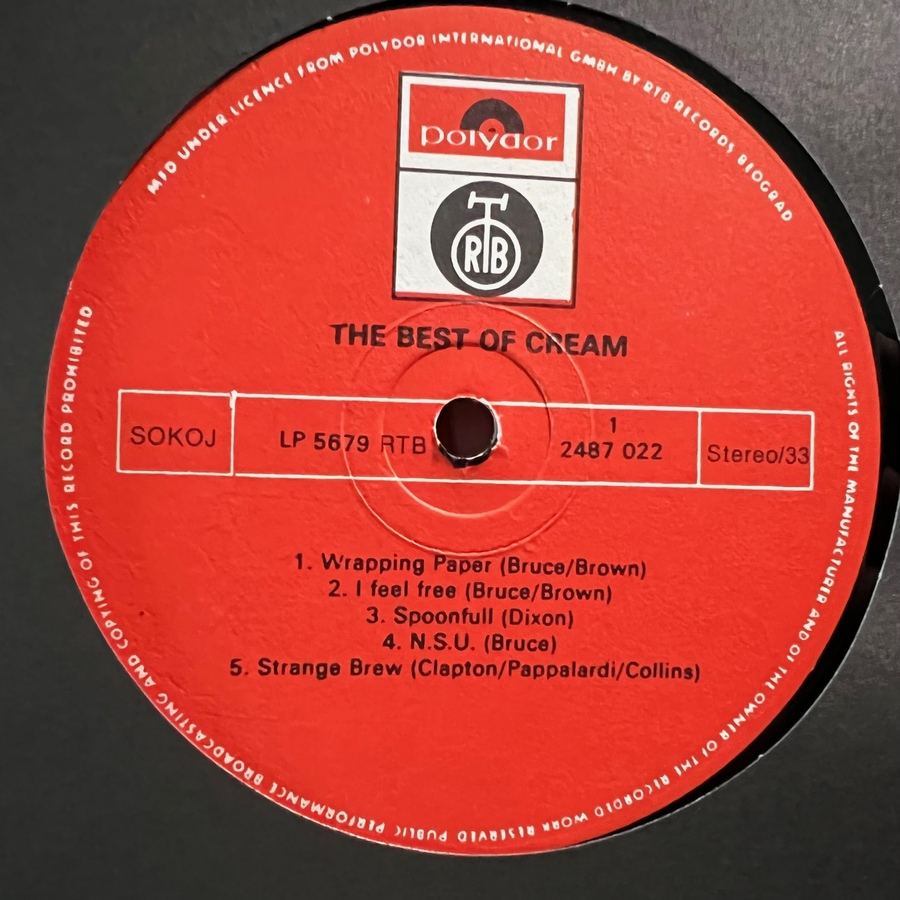 MFD UNDER LICENCE FROM POLYDOR INTERNATIONAL GMBH BY RTB RECORDS BEOGRAD
polydor
RTB
THE BEST OF CREAM
SOKOJ
LP 5679 RTB
1
2487 022
Stereo/33
1. Wrapping Paper (Bruce/Brown)
2. I feel free (Bruce/Brown)
3. Spoonfull (Dixon)
4. N.S.U. (Bruce)
5. Strange Brew (Clapton/Pappalardi/Collins)
ALL RIGHTS OF THE MANUFACTURER AND OF THE OWNER OF THE RECORDED WORK RESERVED PUBLIC PERFORMANCE BROADCASTING AND COPYING OF THIS RECORD PROHIBITED